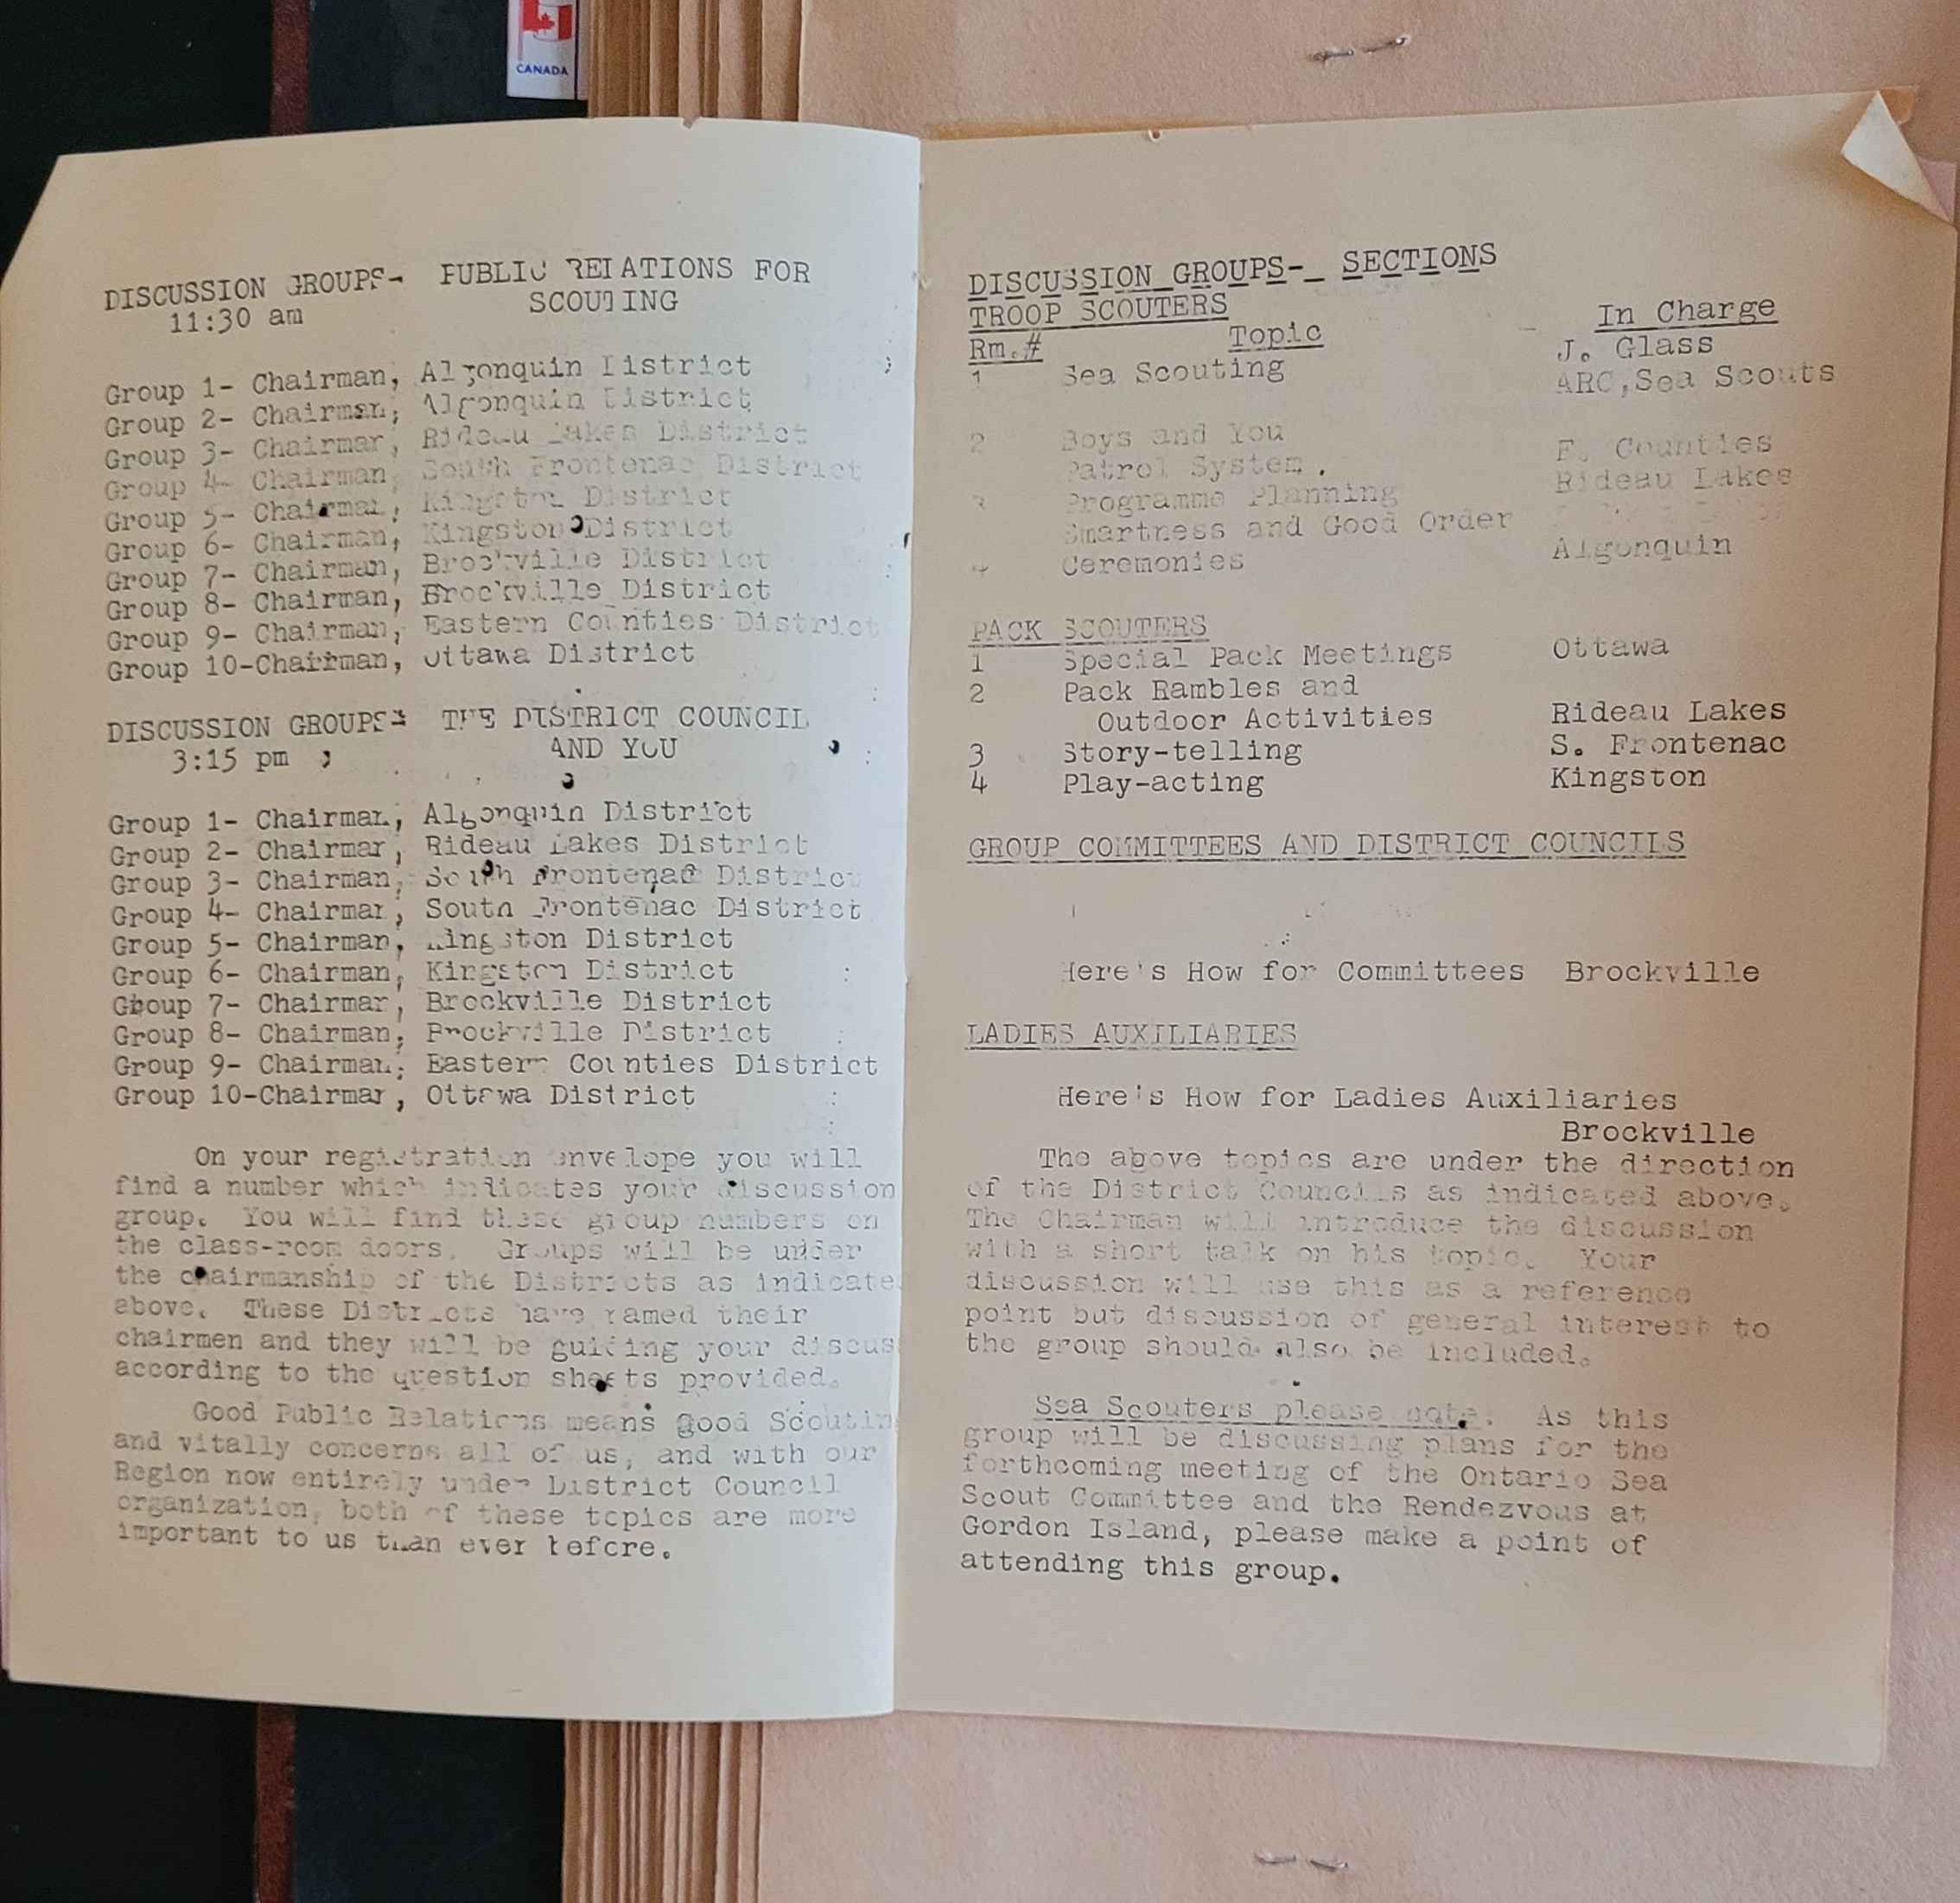 CANADA
DISCUSSION GROUPS- PUBLIC RELATIONS FOR
SCOUTING
11:30 am
Group 1- Chairman, Algonquin District
Group 2- Chairman, Algonquin District
Group 3- Chairman, Rideau Lakes District
Group 4- Chairman, South Frontenac District
Group 5- Chairman, Kingston District
Group 6- Chairman, Kingston District
Group 7- Chairman, Brockville District
Group 8- Chairman, Brockville District
Group 9- Chairman, Eastern Counties District
Group 10-Chairman, Ottawa District
DISCUSSION GROUPS- THE DISTRICT COUNCIL
AND YOU
3:15 pm
Group 1- Chairman, Algonquin District
Group 2- Chairman, Rideau Lakes District
Group 3- Chairman, South Frontenac District
Group 4- Chairman, South Frontenac District
Group 5- Chairman, Kingston District
Group 6- Chairman, Kingston District
Group 7- Chairman, Brockville District
Group 8- Chairman, Brockville District
Group 9- Chairman, Eastern Counties District
Group 10-Chairman, Ottawa District
On your registration envelope you will
find a number which indicates your discussion
group. You will find these group numbers on
the class-room doors. Groups will be under
the chairmanship of the Districts as indicate
above. These Districts have named their
chairmen and they will be guiding your discus
according to the question sheets provided.
Good Public Relations means good Scoutin
and vitally concerns all of us, and with our
Region now entirely under District Council
organization, both of these topics are more
important to us than ever before.
DISCUSSION GROUPS- SECTIONS
TROOP SCOUTERS
Rm.# Topic In Charge
1 Sea Scouting J. Glass
ARC,Sea Scouts
2 Boys and You E. Counties
Patrol System. Rideau Lakes
3 Programme Planning
Smartness and Good Order
4 Ceremonies Algonquin
PACK SCOUTERS
1 Special Pack Meetings Ottawa
2 Pack Rambles and
Outdoor Activities Rideau Lakes
3 Story-telling S. Frontenac
4 Play-acting Kingston
GROUP COMMITTEES AND DISTRICT COUNCILS
Here's How for Committees Brockville
LADIES AUXILIARIES
Here's How for Ladies Auxiliaries
Brockville
The above topics are under the direction
of the District Councils as indicated above.
The Chairman will introduce the discussion
with a short talk on his topic. Your
discussion will use this as a reference
point but discussion of general interest to
the group should also be included.
Sea Scouters please note. As this
group will be discussing plans for the
forthcoming meeting of the Ontario Sea
Scout Committee and the Rendezvous at
Gordon Island, please make a point of
attending this group.